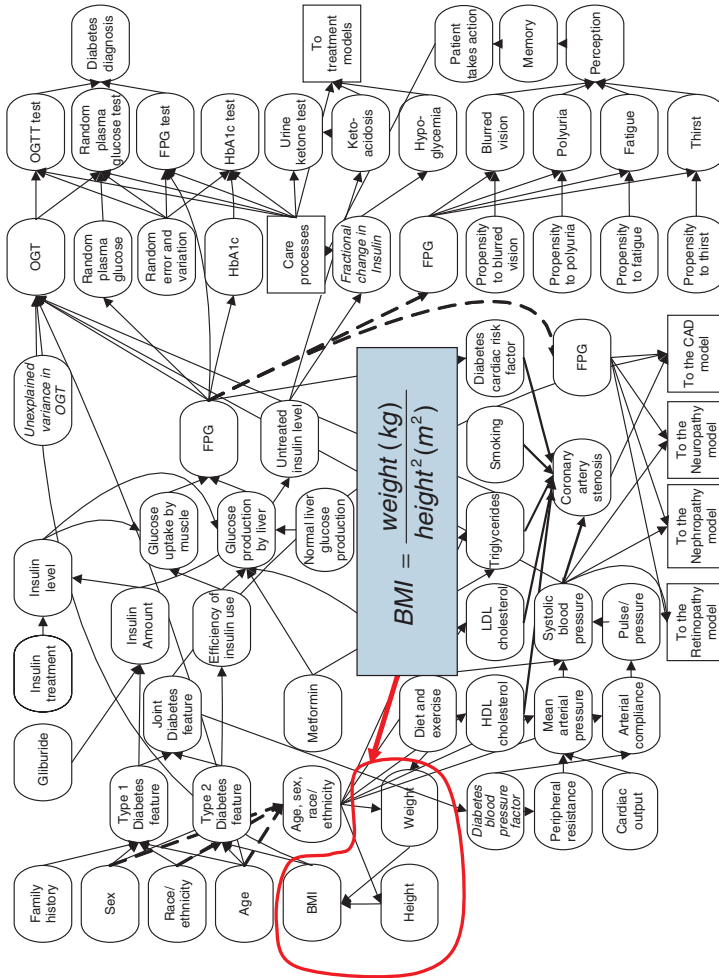 Family
history
Sex
Race/
ethnicity
Age
BMI
Height
Gliburide
Type 1
Diabetes
feature
Type 2
Diabetes
feature
Age, sex,
race/
ethnicity
Weight
Diabetes
blood
pressure
factor
Peripheral
resistance
Cardiac
output
Insulin
treatment
Joint
Diabetes
feature
Insulin
Amount
Efficiency of
insulin use
Metformin
Diet and
exercise
HDL
cholesterol
Mean
arterial
pressure
Arterial
compliance
Insulin
level
Glucose
uptake by
muscle
Glucose
production
by liver
Normal liver
glucose
production
LDL
cholesterol
Systolic
blood
pressure
Pulse/
pressure
BMI = weight (kg)
height² (m²)
Unexplained
variance in
OGT
FPG
Untreated
insulin level
Triglycerides
Smoking
Diabetes
cardiac risk
factor
Coronary
artery
stenosis
FPG
To the
Retinopathy
model
To the
Nephropathy
model
To the
Neuropathy
model
To the CAD
model
OGT
Random
plasma
glucose
Random
error and
variation
HbA1c
Care
processes
Fractional
change in
Insulin
FPG
Propensity
to blurred
vision
Propensity
to polyuria
Propensity
to fatigue
Propensity
to thirst
OGTT test
Random
plasma
glucose test
FPG test
HbA1c test
Urine
ketone test
Keto-
acidosis
Hypo-
glycemia
Blurred
vision
Polyuria
Fatigue
Thirst
Diabetes
diagnosis
To
treatment
models
Patient
takes action
Memory
Perception